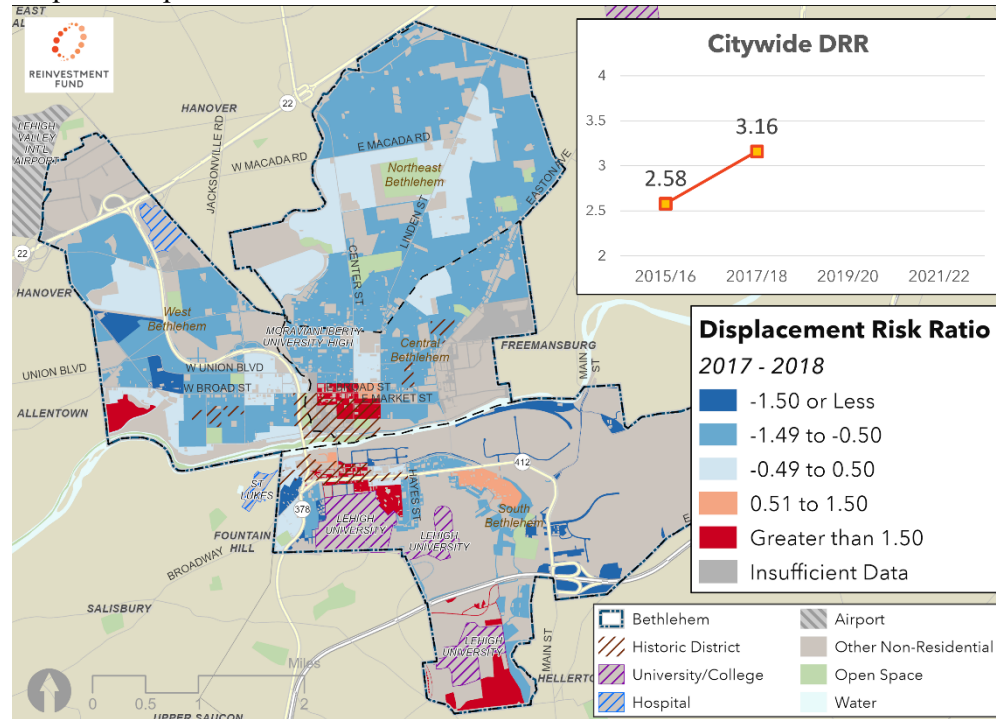 EAST
REINVESTMENT
FUND
HANOVER
22
LEHIGH
VALLEY
INT'L
AIRPORT
JACKSONVILLE RD
W MACADA RD
E MACADA RD
Northeast
Bethlehem
EASTON AVE
LINDEN ST
CENTER ST
22
HANOVER
West
Bethlehem
MORAVIAN
UNIVERSITY
LIBERTY
HIGH
Central
Bethlehem
FREEMANSBURG
MAIN ST
UNION BLVD
W UNION BLVD
W BROAD ST
E BROAD ST
E MARKET ST
ALLENTOWN
ST
LUKES
HAYES ST
412
378
LEHIGH
UNIVERSITY
South
Bethlehem
LEHIGH
UNIVERSITY
FOUNTAIN
HILL
BROADWAY
SALISBURY
LEHIGH
UNIVERSITY
MAIN ST
HELLERT
UPPER SAUCON
Miles
0 0.5 1 2
Citywide DRR
4
3.5
3
2.5
2
2.58
3.16
2015/16 2017/18 2019/20 2021/22
Displacement Risk Ratio
2017 - 2018
-1.50 or Less
-1.49 to -0.50
-0.49 to 0.50
0.51 to 1.50
Greater than 1.50
Insufficient Data
Bethlehem
Historic District
University/College
Hospital
Airport
Other Non-Residential
Open Space
Water